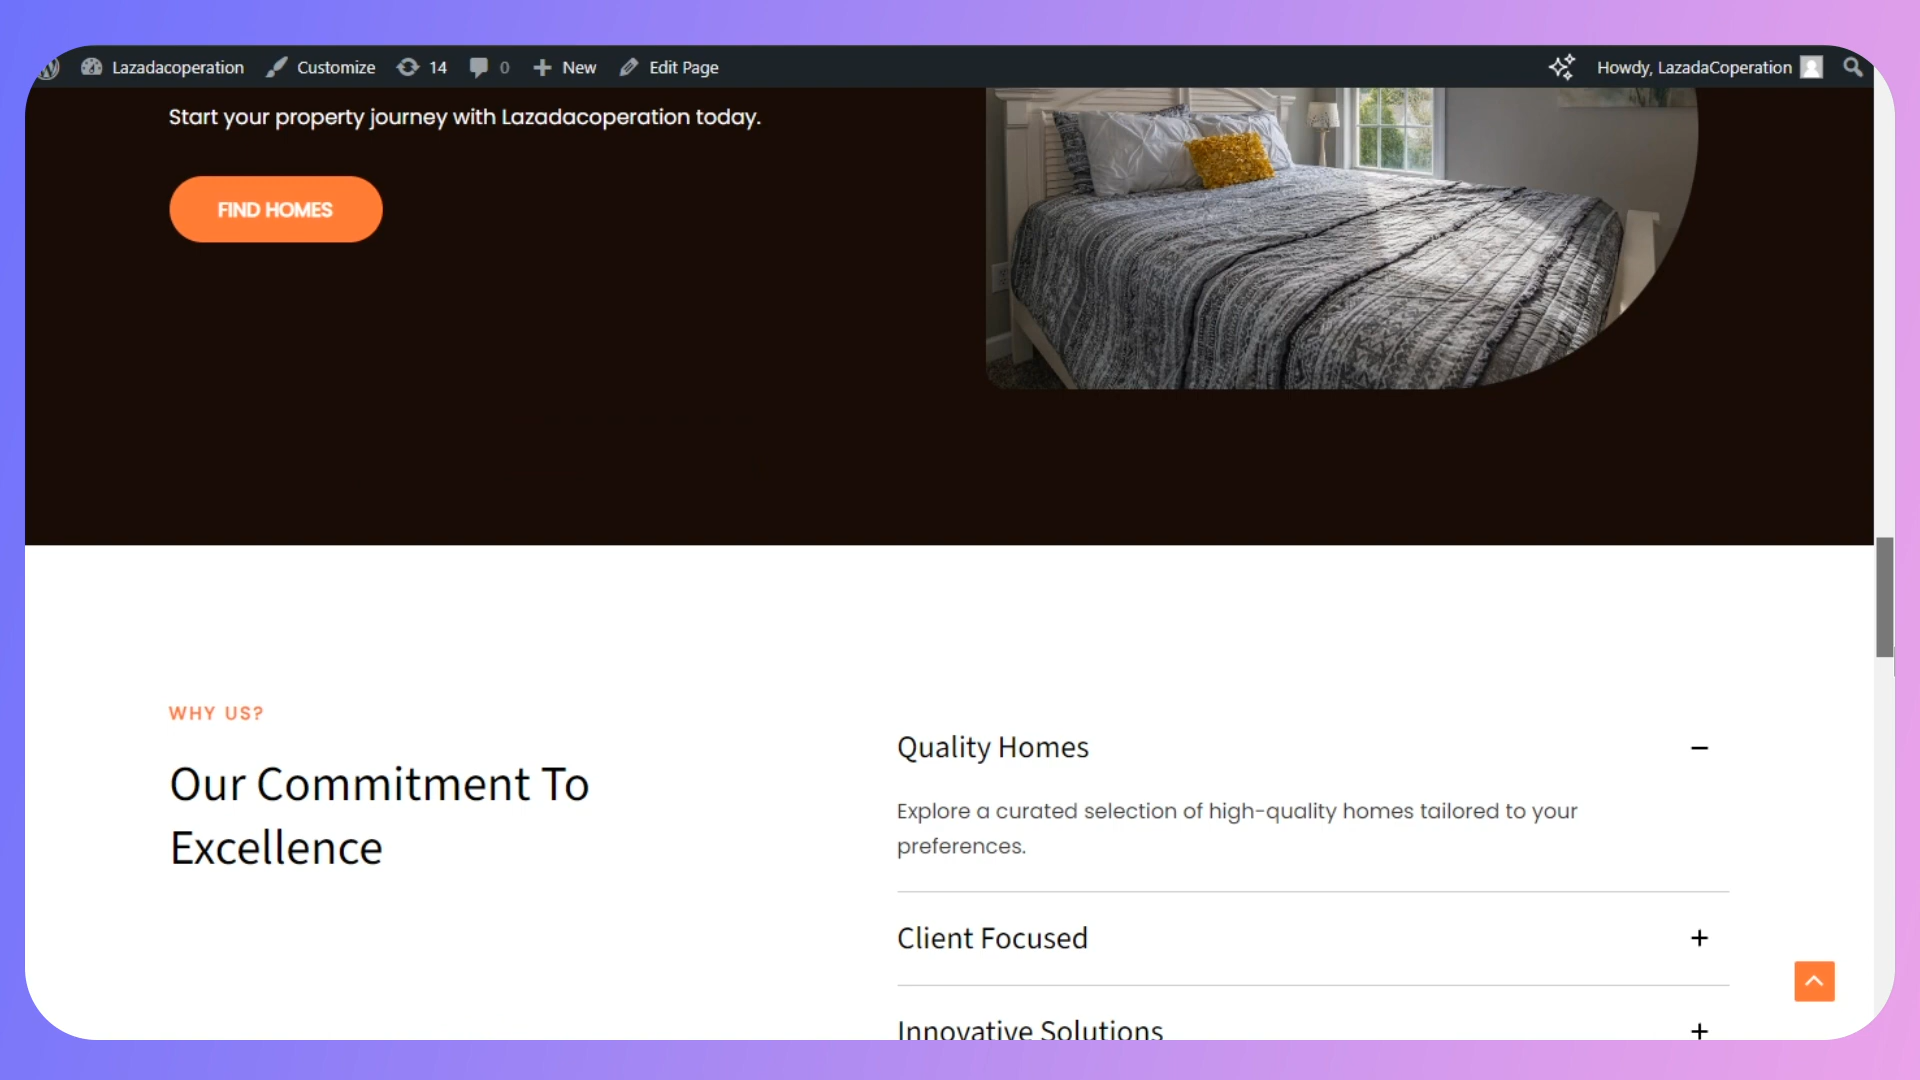 Lazadacoperation Customize 14 0 New Edit Page Howdy, LazadaCoperation
Start your property journey with Lazadacoperation today.
FIND HOMES
WHY US?
Our Commitment To
Excellence
Quality Homes
Explore a curated selection of high-quality homes tailored to your
preferences.
Client Focused
Innovative Solutions